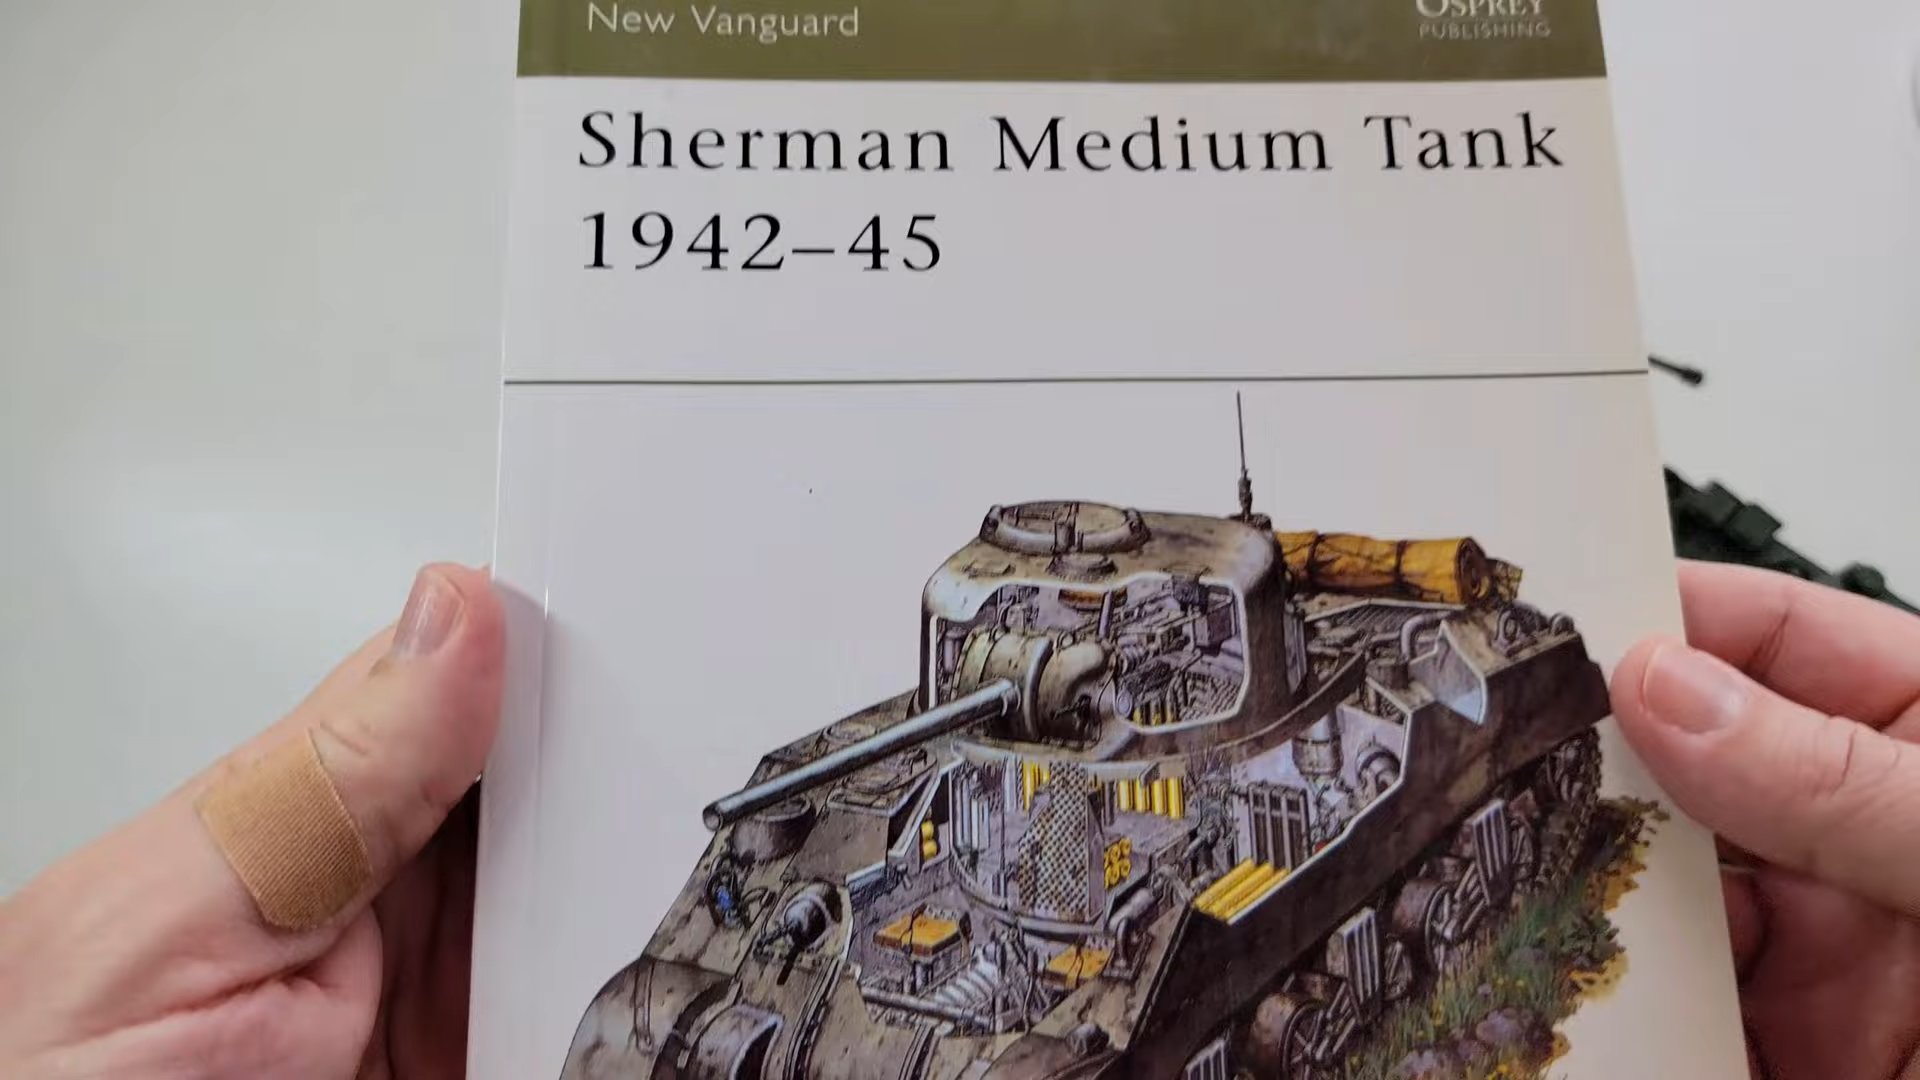 New Vanguard
OSPREY
PUBLISHING
Sherman Medium Tank
1942–45